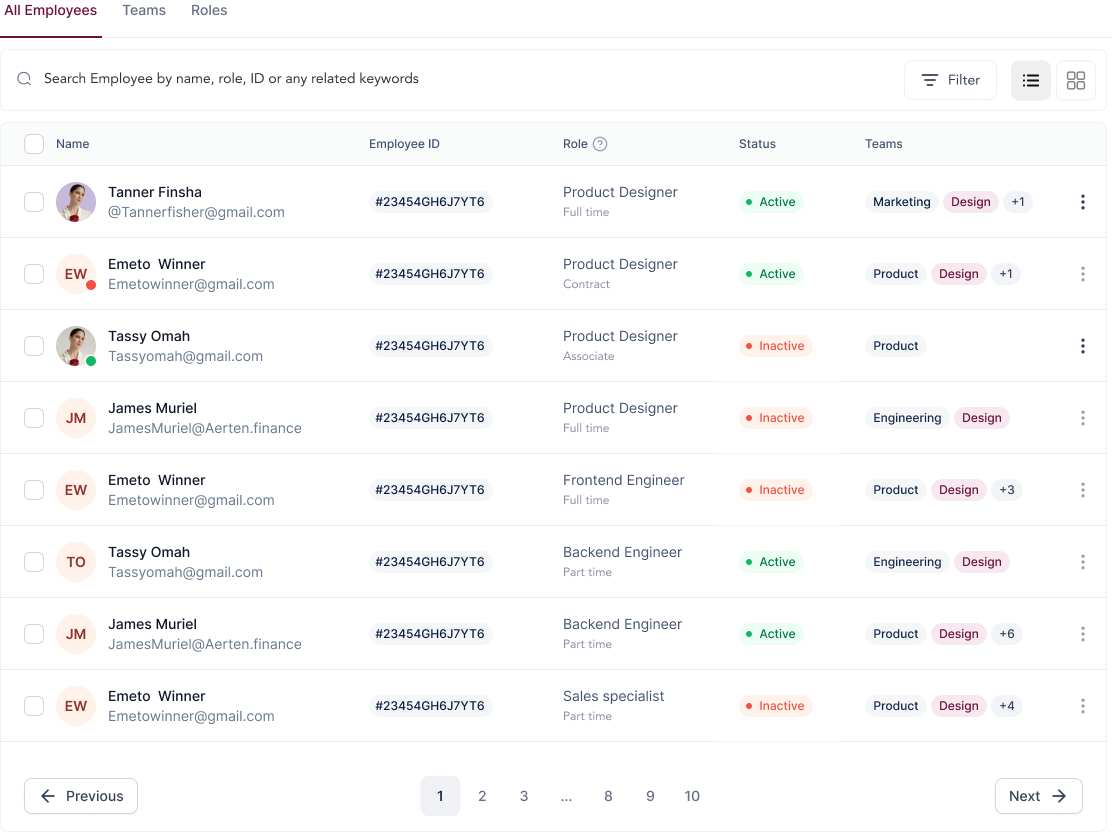 All Employees Teams Roles
Search Employee by name, role, ID or any related keywords Filter
Name Employee ID Role ? Status Teams
Tanner Finsha
@Tannerfisher@gmail.com
#23454GH6J7YT6
Product Designer
Full time
Active
Marketing Design +1
EW
Emeto Winner
Emetowinner@gmail.com
#23454GH6J7YT6
Product Designer
Contract
Active
Product Design +1
Tassy Omah
Tassyomah@gmail.com
#23454GH6J7YT6
Product Designer
Associate
Inactive
Product
JM
James Muriel
JamesMuriel@Aerten.finance
#23454GH6J7YT6
Product Designer
Full time
Inactive
Engineering Design
EW
Emeto Winner
Emetowinner@gmail.com
#23454GH6J7YT6
Frontend Engineer
Full time
Inactive
Product Design +3
TO
Tassy Omah
Tassyomah@gmail.com
#23454GH6J7YT6
Backend Engineer
Part time
Active
Engineering Design
JM
James Muriel
JamesMuriel@Aerten.finance
#23454GH6J7YT6
Backend Engineer
Part time
Active
Product Design +6
EW
Emeto Winner
Emetowinner@gmail.com
#23454GH6J7YT6
Sales specialist
Part time
Inactive
Product Design +4
Previous 1 2 3 ... 8 9 10 Next